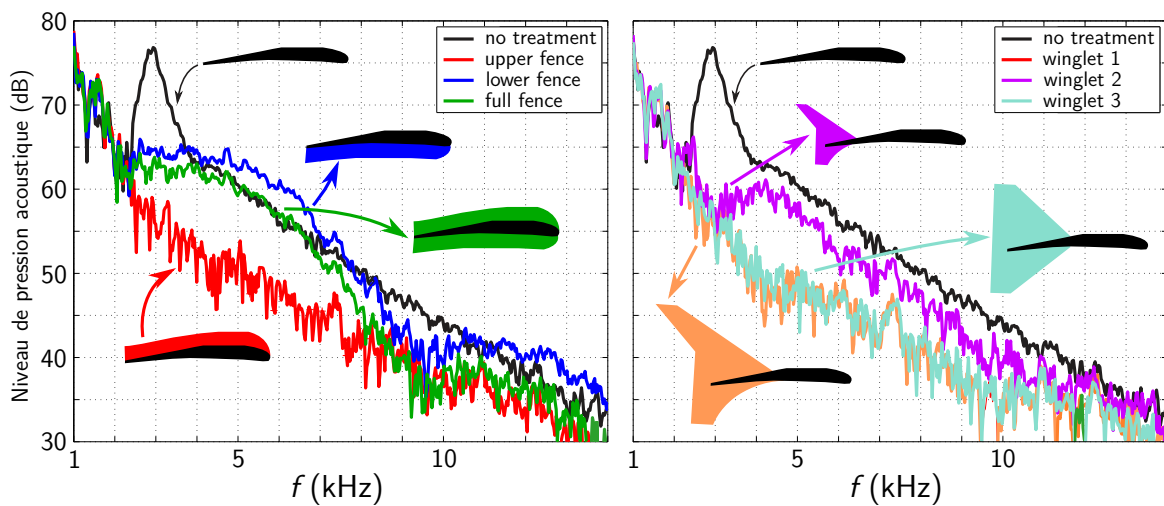 Niveau de pression acoustique (dB)
80
70
60
50
40
30
1
5
10
f (kHz)
no treatment
upper fence
lower fence
full fence
1
5
10
f (kHz)
no treatment
winglet 1
winglet 2
winglet 3